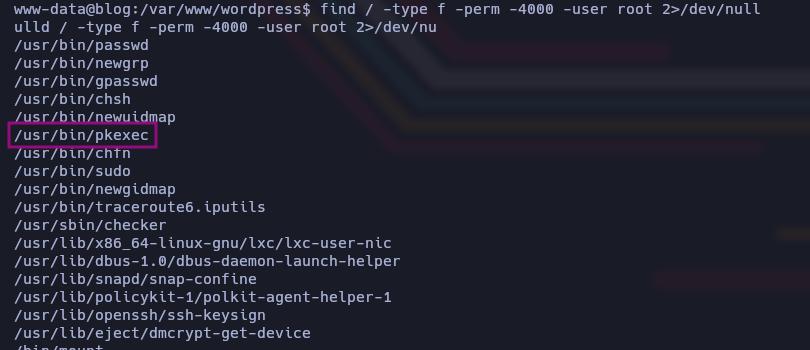 www-data@blog:/var/www/wordpress$ find / -type f -perm -4000 -user root 2>/dev/null
ulld / -type f -perm -4000 -user root 2>/dev/nu
/usr/bin/passwd
/usr/bin/newgrp
/usr/bin/gpasswd
/usr/bin/chsh
/usr/bin/newuidmap
/usr/bin/pkexec
/usr/bin/chfn
/usr/bin/sudo
/usr/bin/newgidmap
/usr/bin/traceroute6.iputils
/usr/sbin/checker
/usr/lib/x86_64-linux-gnu/lxc/lxc-user-nic
/usr/lib/dbus-1.0/dbus-daemon-launch-helper
/usr/lib/snapd/snap-confine
/usr/lib/policykit-1/polkit-agent-helper-1
/usr/lib/openssh/ssh-keysign
/usr/lib/eject/dmcrypt-get-device
/bin/mount